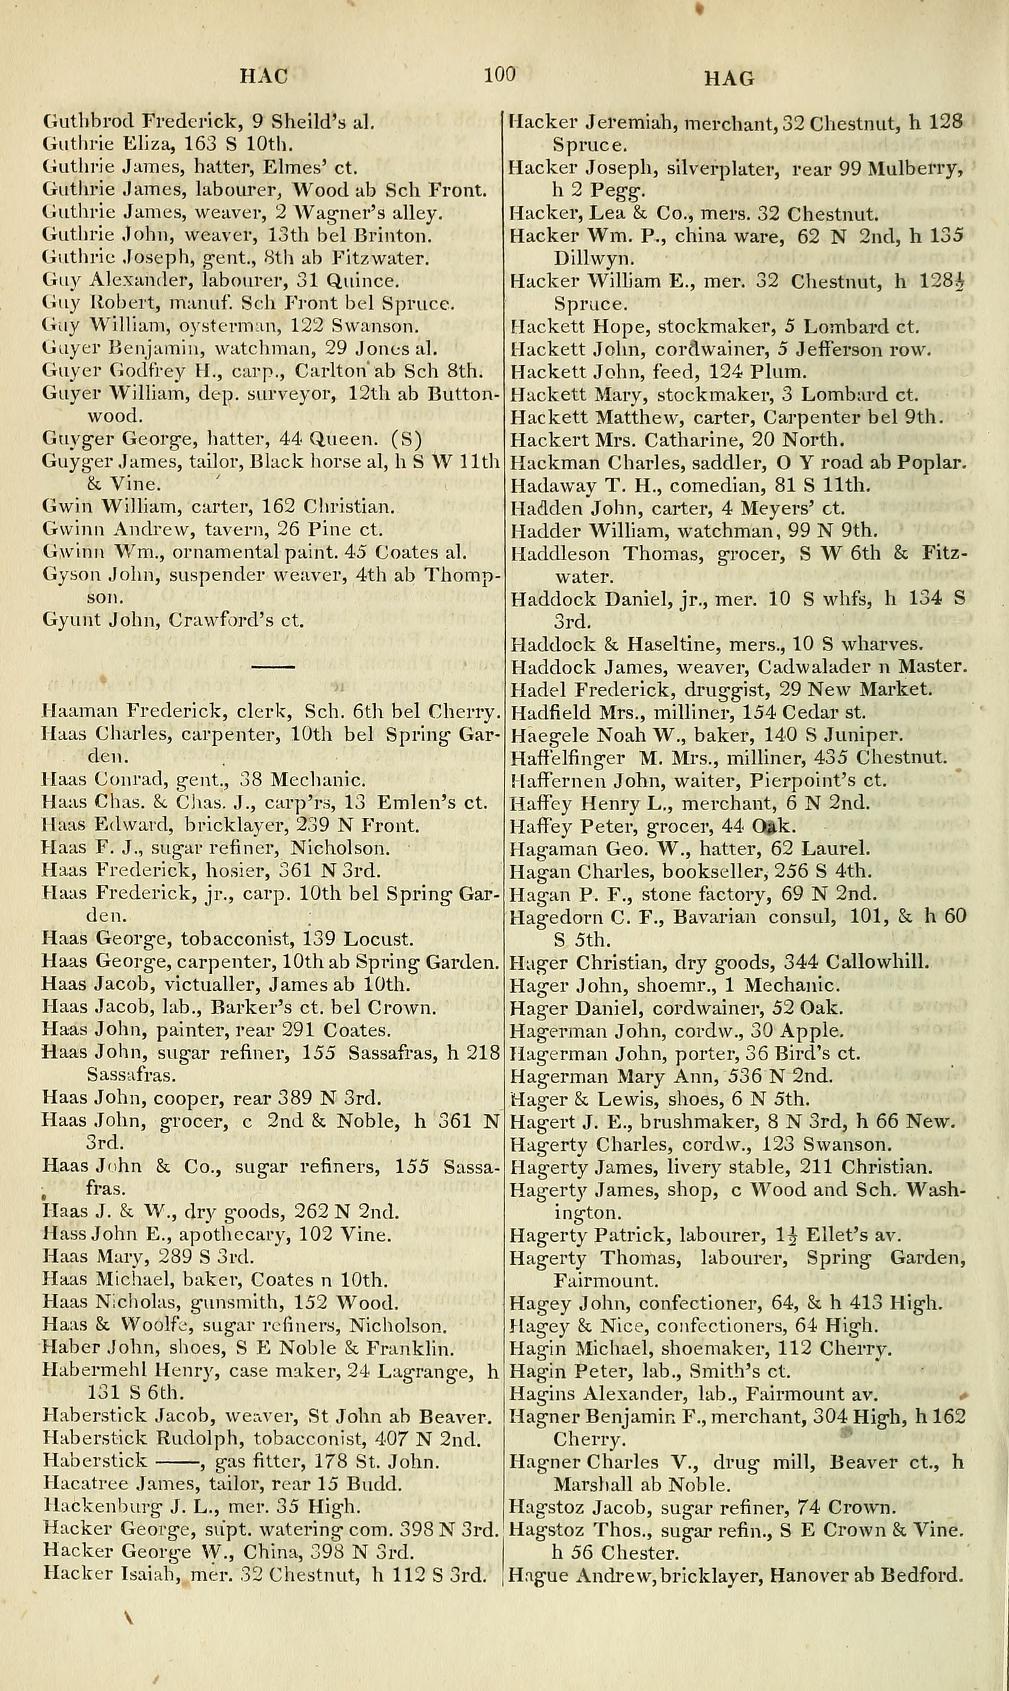 HAC 100 HAG
Guthbrod Frederick, 9 Sheild's al.
Guthrie Eliza, 163 S 10th.
Guthrie James, hatter, Elmes' ct.
Guthrie James, labourer, Wood ab Sch Front.
Guthrie James, weaver, 2 Wagner's alley.
Guthrie John, weaver, 13th bel Brinton.
Guthrie Joseph, gent., 8th ab Fitzwater.
Guy Alexander, labourer, 31 Quince.
Guy Robert, manuf. Sch Front bel Spruce.
Guy William, oysterman, 122 Swanson.
Guyer Benjamin, watchman, 29 Jones al.
Guyer Godfrey H., carp., Carlton ab Sch 8th.
Guyer William, dep. surveyor, 12th ab Button-
wood.
Guyger George, hatter, 44 Queen. (S)
Guyger James, tailor, Black horse al, h S W 11th
& Vine.
Gwin William, carter, 162 Christian.
Gwinn Andrew, tavern, 26 Pine ct.
Gwinn Wm., ornamental paint. 45 Coates al.
Gyson John, suspender weaver, 4th ab Thomp-
son.
Gyunt John, Crawford's ct.
Haaman Frederick, clerk, Sch. 6th bel Cherry.
Haas Charles, carpenter, 10th bel Spring Gar-
den.
Haas Conrad, gent., 38 Mechanic.
Haas Chas. & Chas. J., carp'rs, 13 Emlen's ct.
Haas Edward, bricklayer, 239 N Front.
Haas F. J., sugar refiner, Nicholson.
Haas Frederick, hosier, 361 N 3rd.
Haas Frederick, jr., carp. 10th bel Spring Gar-
den.
Haas George, tobacconist, 139 Locust.
Haas George, carpenter, 10th ab Spring Garden.
Haas Jacob, victualler, James ab 10th.
Haas Jacob, lab., Barker's ct. bel Crown.
Haas John, painter, rear 291 Coates.
Haas John, sugar refiner, 155 Sassafras, h 218
Sassafras.
Haas John, cooper, rear 389 N 3rd.
Haas John, grocer, c 2nd & Noble, h 361 N
3rd.
Haas John & Co., sugar refiners, 155 Sassa-
fras.
Haas J. & W., dry goods, 262 N 2nd.
Hass John E., apothecary, 102 Vine.
Haas Mary, 289 S 3rd.
Haas Michael, baker, Coates n 10th.
Haas Nicholas, gunsmith, 152 Wood.
Haas & Woolfe, sugar refiners, Nicholson.
Haber John, shoes, S E Noble & Franklin.
Habermehl Henry, case maker, 24 Lagrange, h
131 S 6th.
Haberstick Jacob, weaver, St John ab Beaver.
Haberstick Rudolph, tobacconist, 407 N 2nd.
Haberstick ——, gas fitter, 178 St. John.
Hacatree James, tailor, rear 15 Budd.
Hackenburg J. L., mer. 35 High.
Hacker George, supt. watering com. 398 N 3rd.
Hacker George W., China, 398 N 3rd.
Hacker Isaiah, mer. 32 Chestnut, h 112 S 3rd.
Hacker Jeremiah, merchant, 32 Chestnut, h 128
Spruce.
Hacker Joseph, silverplater, rear 99 Mulberry,
h 2 Pegg.
Hacker, Lea & Co., mers. 32 Chestnut.
Hacker Wm. P., china ware, 62 N 2nd, h 135
Dillwyn.
Hacker William E., mer. 32 Chestnut, h 128½
Spruce.
Hackett Hope, stockmaker, 5 Lombard ct.
Hackett John, cordwainer, 5 Jefferson row.
Hackett John, feed, 124 Plum.
Hackett Mary, stockmaker, 3 Lombard ct.
Hackett Matthew, carter, Carpenter bel 9th.
Hackert Mrs. Catharine, 20 North.
Hackman Charles, saddler, O Y road ab Poplar.
Hadaway T. H., comedian, 81 S 11th.
Hadden John, carter, 4 Meyers' ct.
Hadder William, watchman, 99 N 9th.
Haddleson Thomas, grocer, S W 6th & Fitz-
water.
Haddock Daniel, jr., mer. 10 S whfs, h 134 S
3rd.
Haddock & Haseltine, mers., 10 S wharves.
Haddock James, weaver, Cadwalader n Master.
Hadel Frederick, druggist, 29 New Market.
Hadfield Mrs., milliner, 154 Cedar st.
Haegele Noah W., baker, 140 S Juniper.
Haffelfinger M. Mrs., milliner, 435 Chestnut.
Haffernen John, waiter, Pierpoint's ct.
Haffey Henry L., merchant, 6 N 2nd.
Haffey Peter, grocer, 44 Oak.
Hagaman Geo. W., hatter, 62 Laurel.
Hagan Charles, bookseller, 256 S 4th.
Hagan P. F., stone factory, 69 N 2nd.
Hagedorn C. F., Bavarian consul, 101, & h 60
S 5th.
Hager Christian, dry goods, 344 Callowhill.
Hager John, shoemr., 1 Mechanic.
Hager Daniel, cordwainer, 52 Oak.
Hagerman John, cordw., 30 Apple.
Hagerman John, porter, 36 Bird's ct.
Hagerman Mary Ann, 536 N 2nd.
Hager & Lewis, shoes, 6 N 5th.
Hagert J. E., brushmaker, 8 N 3rd, h 66 New.
Hagerty Charles, cordw., 123 Swanson.
Hagerty James, livery stable, 211 Christian.
Hagerty James, shop, c Wood and Sch. Wash-
ington.
Hagerty Patrick, labourer, 1½ Ellet's av.
Hagerty Thomas, labourer, Spring Garden,
Fairmount.
Hagey John, confectioner, 64, & h 413 High.
Hagey & Nice, confectioners, 64 High.
Hagin Michael, shoemaker, 112 Cherry.
Hagin Peter, lab., Smith's ct.
Hagins Alexander, lab., Fairmount av.
Hagner Benjamin F., merchant, 304 High, h 162
Cherry.
Hagner Charles V., drug mill, Beaver ct., h
Marshall ab Noble.
Hagstoz Jacob, sugar refiner, 74 Crown.
Hagstoz Thos., sugar refin., S E Crown & Vine.
h 56 Chester.
Hague Andrew, bricklayer, Hanover ab Bedford.